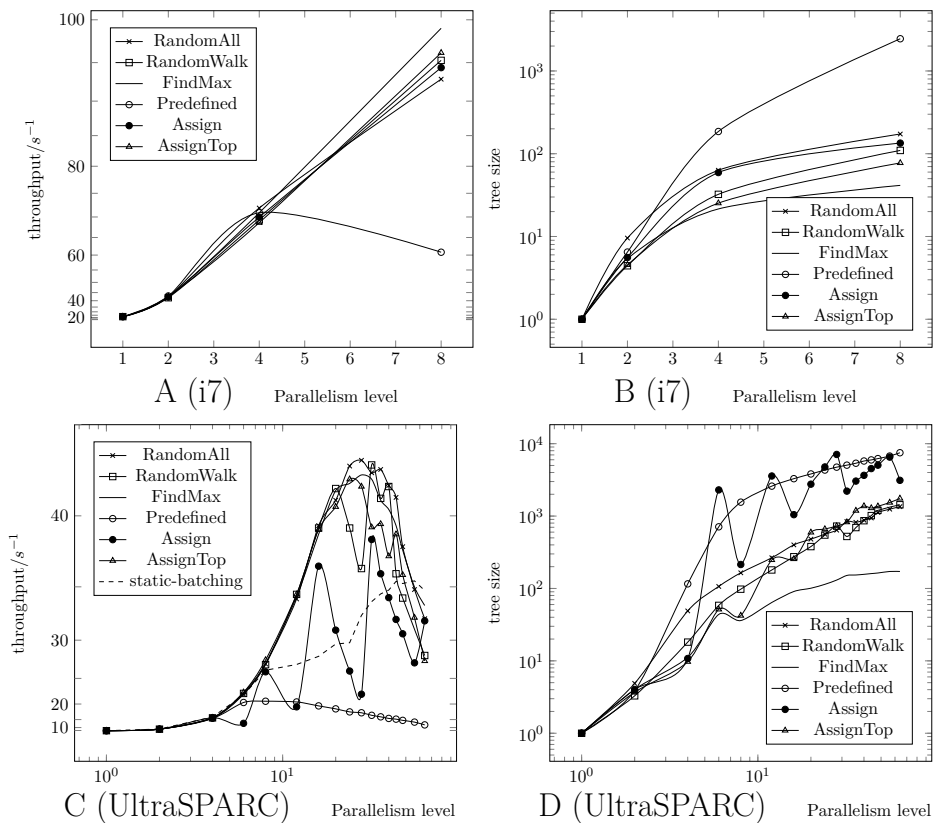 100
80
60
40
20
throughput/s⁻¹
RandomAll
RandomWalk
FindMax
Predefined
Assign
AssignTop
1 2 3 4 5 6 7 8
A (i7) Parallelism level
10³
10²
10¹
10⁰
tree size
RandomAll
RandomWalk
FindMax
Predefined
Assign
AssignTop
1 2 3 4 5 6 7 8
B (i7) Parallelism level
40
30
20
10
throughput/s⁻¹
RandomAll
RandomWalk
FindMax
Predefined
Assign
AssignTop
static-batching
10⁰ 10¹
C (UltraSPARC) Parallelism level
10⁴
10³
10²
10¹
10⁰
tree size
RandomAll
RandomWalk
FindMax
Predefined
Assign
AssignTop
10⁰ 10¹
D (UltraSPARC) Parallelism level